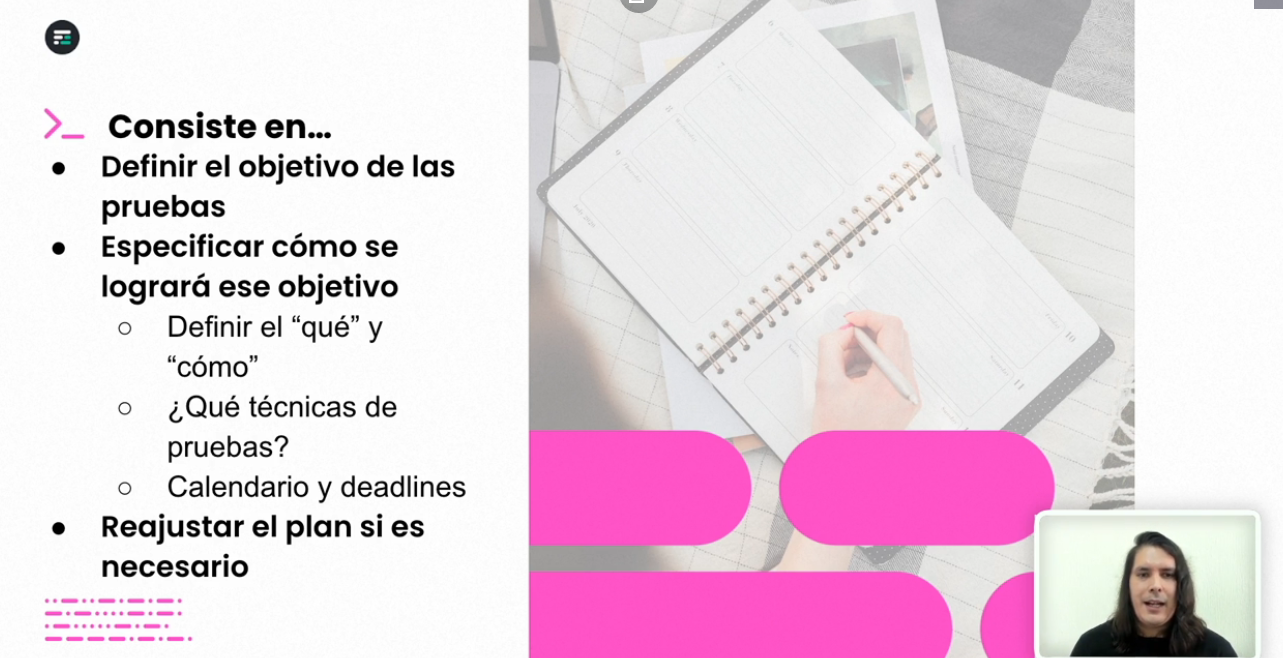 Consiste en...
● Definir el objetivo de las
pruebas
● Especificar cómo se
logrará ese objetivo
○ Definir el “qué” y
“cómo”
○ ¿Qué técnicas de
pruebas?
○ Calendario y deadlines
● Reajustar el plan si es
necesario